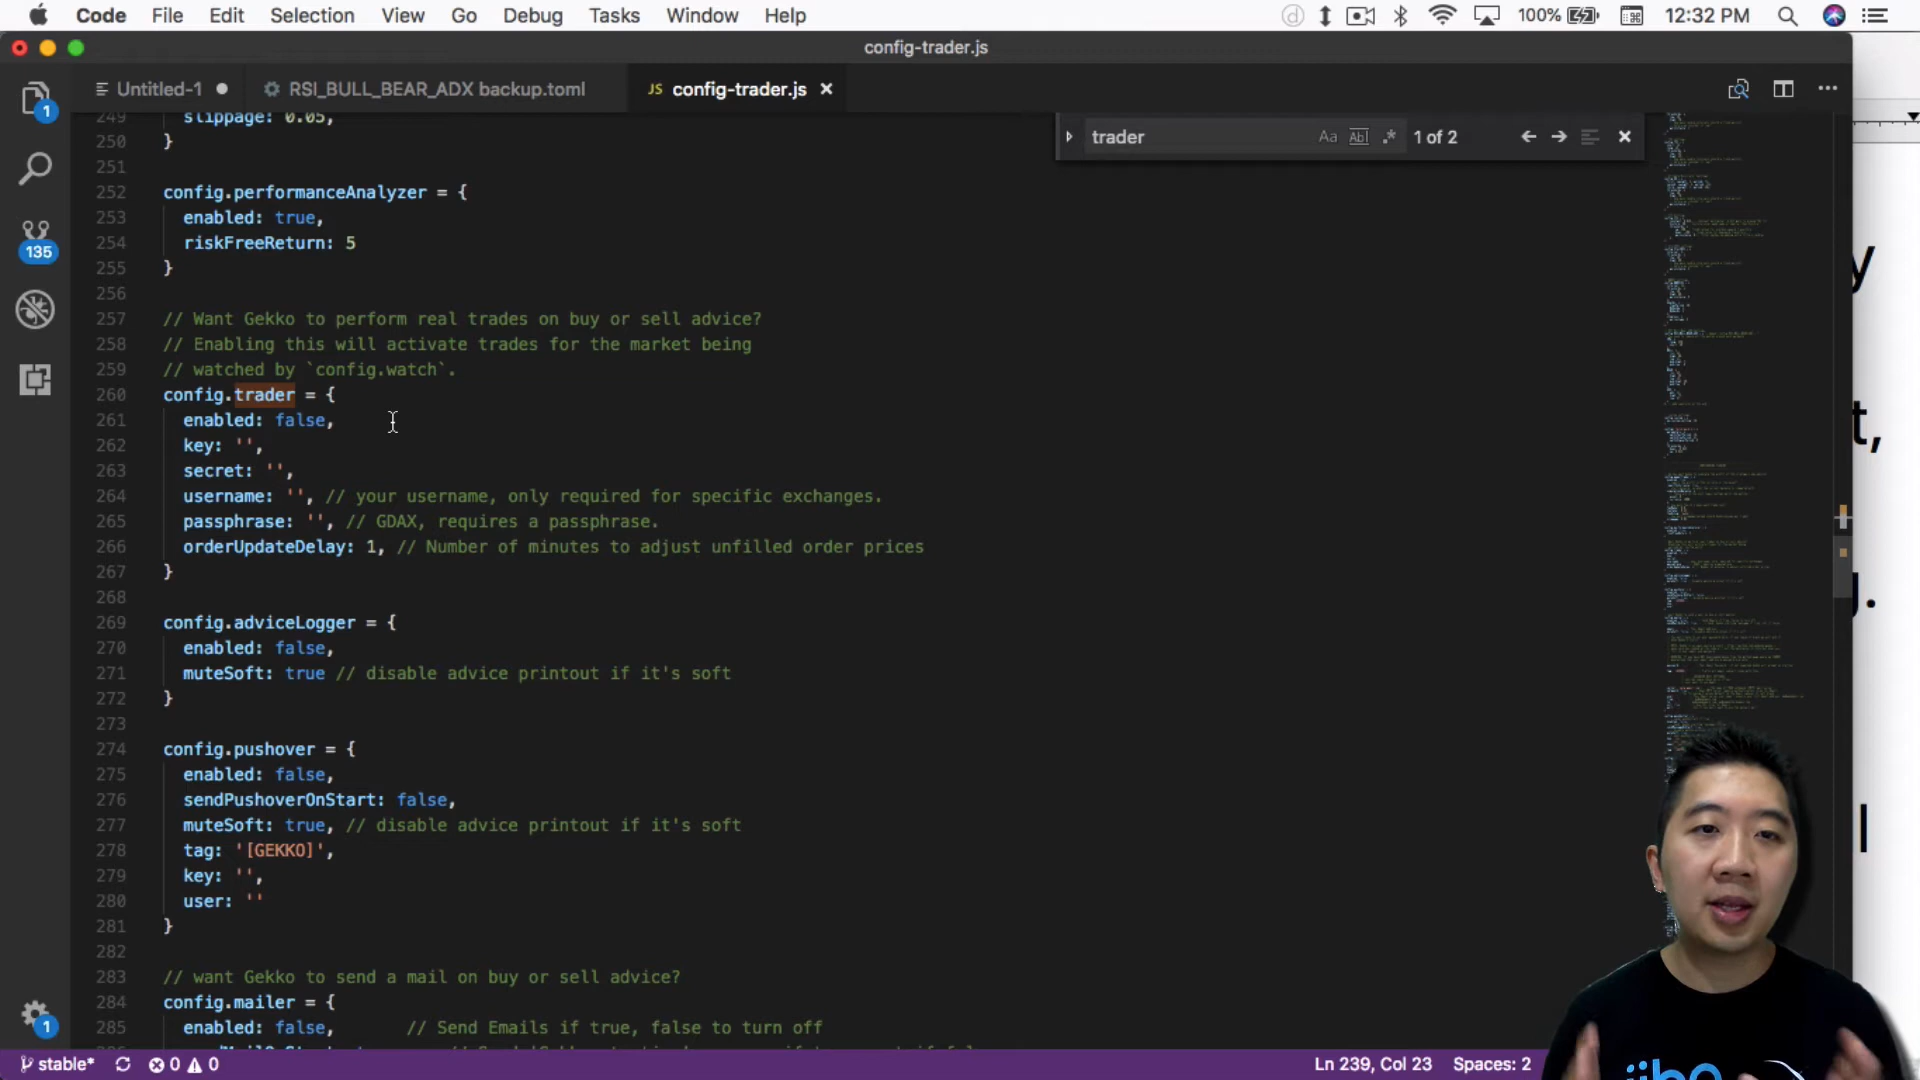 Code File Edit Selection View Go Debug Tasks Window Help 100% 12:32 PM
config-trader.js
Untitled-1 RSI_BULL_BEAR_ADX backup.toml JS config-trader.js
trader Aa Abl .* 1 of 2
249 slippage: 0.05,
250 }
251
252 config.performanceAnalyzer = {
253 enabled: true,
254 riskFreeReturn: 5
255 }
256
257 // Want Gekko to perform real trades on buy or sell advice?
258 // Enabling this will activate trades for the market being
259 // watched by `config.watch`.
260 config.trader = {
261 enabled: false,
262 key: '',
263 secret: '',
264 username: '', // your username, only required for specific exchanges.
265 passphrase: '', // GDAX, requires a passphrase.
266 orderUpdateDelay: 1, // Number of minutes to adjust unfilled order prices
267 }
268
269 config.adviceLogger = {
270 enabled: false,
271 muteSoft: true // disable advice printout if it's soft
272 }
273
274 config.pushover = {
275 enabled: false,
276 sendPushoverOnStart: false,
277 muteSoft: true, // disable advice printout if it's soft
278 tag: '[GEKKO]',
279 key: '',
280 user: ''
281 }
282
283 // want Gekko to send a mail on buy or sell advice?
284 config.mailer = {
285 enabled: false, // Send Emails if true, false to turn off
1
135
1
y
t,
g.
stable* 0 0 Ln 239, Col 23 Spaces: 2